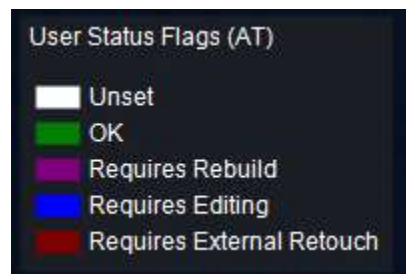 User Status Flags (AT)
Unset
OK
Requires Rebuild
Requires Editing
Requires External Retouch